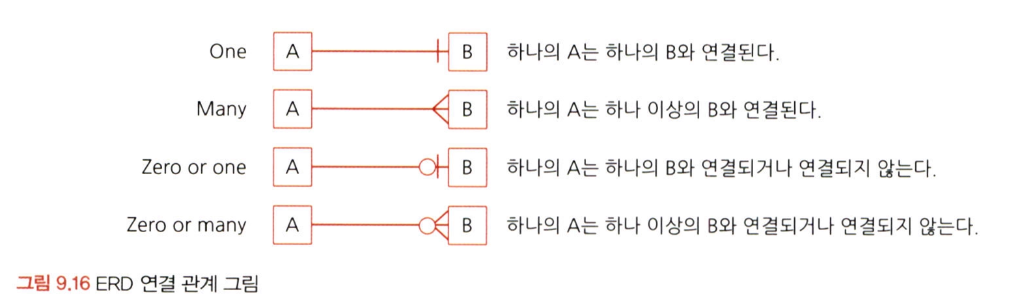 One A B 하나의 A는 하나의 B와 연결된다.
Many A B 하나의 A는 하나 이상의 B와 연결된다.
Zero or one A B 하나의 A는 하나의 B와 연결되거나 연결되지 않는다.
Zero or many A B 하나의 A는 하나 이상의 B와 연결되거나 연결되지 않는다.
그림 9.16 ERD 연결 관계 그림